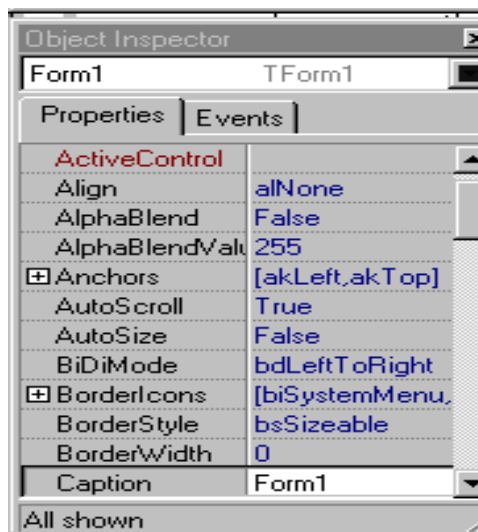 Object Inspector
Form1 TForm1
Properties Events
ActiveControl
Align alNone
AlphaBlend False
AlphaBlendValu 255
Anchors [akLeft,akTop]
AutoScroll True
AutoSize False
BiDiMode bdLeftToRight
BorderIcons [biSystemMenu,
BorderStyle bsSizeable
BorderWidth 0
Caption Form1
All shown